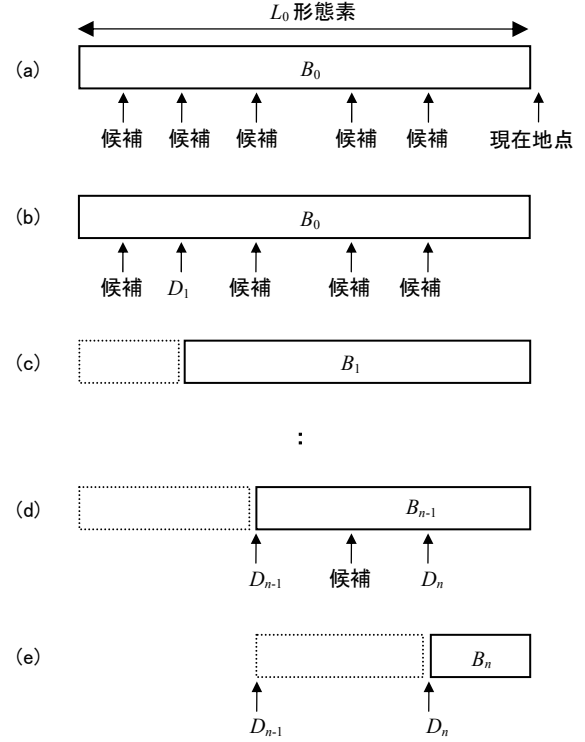 L0 形態素
(a)
B0
候補 候補 候補 候補 候補 現在地点
(b)
B0
候補 D1 候補 候補 候補
(c)
B1
:
(d)
Bn-1
Dn-1 候補 Dn
(e)
Bn
Dn-1 Dn